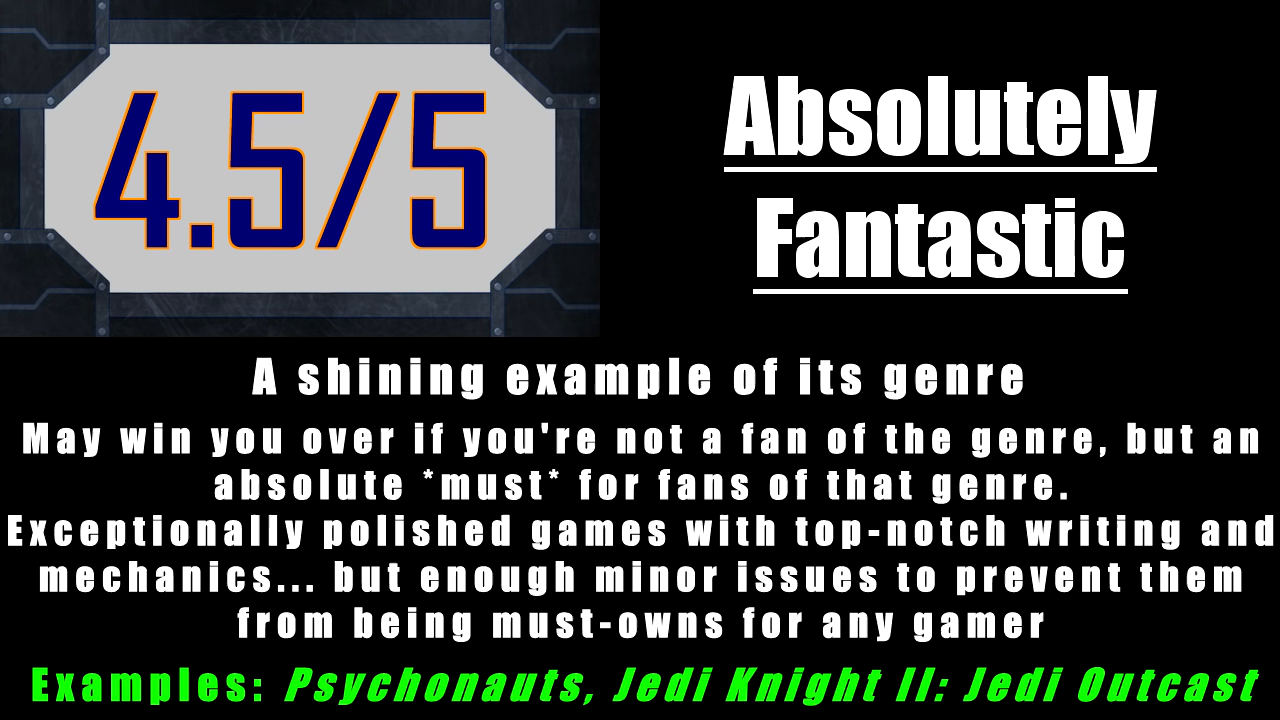 4.5/5
Absolutely
Fantastic
A shining example of its genre
May win you over if you're not a fan of the genre, but an
absolute *must* for fans of that genre.
Exceptionally polished games with top-notch writing and
mechanics... but enough minor issues to prevent them
from being must-owns for any gamer
Examples: Psychonauts, Jedi Knight II: Jedi Outcast